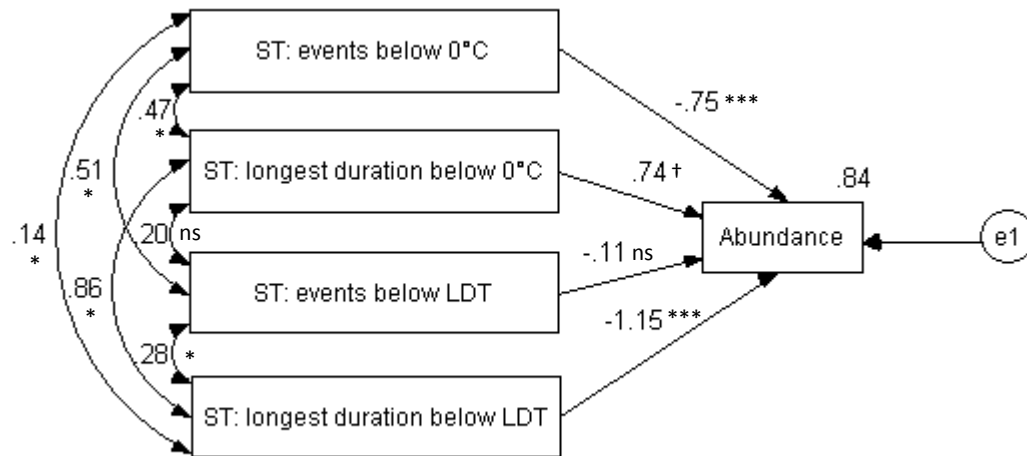 ST: events below 0°C
-.75 ***
.47
*
ST: longest duration below 0°C
.51
*
.74 †
.84
.14
*
.20 ns
Abundance
e1
-.11 ns
.86
*
ST: events below LDT
-1.15 ***
.28 *
ST: longest duration below LDT